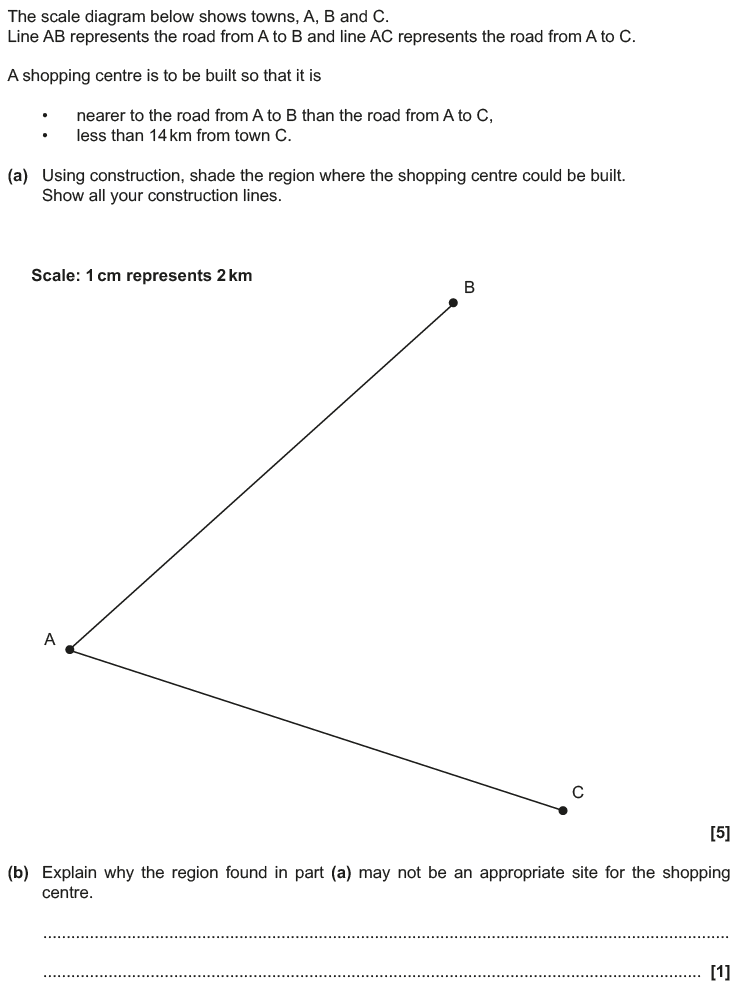 The scale diagram below shows towns, A, B and C.
Line AB represents the road from A to B and line AC represents the road from A to C.
A shopping centre is to be built so that it is
• nearer to the road from A to B than the road from A to C,
• less than 14 km from town C.
(a) Using construction, shade the region where the shopping centre could be built.
Show all your construction lines.
Scale: 1 cm represents 2 km
B
A
C
[5]
(b) Explain why the region found in part (a) may not be an appropriate site for the shopping
centre.
[1]